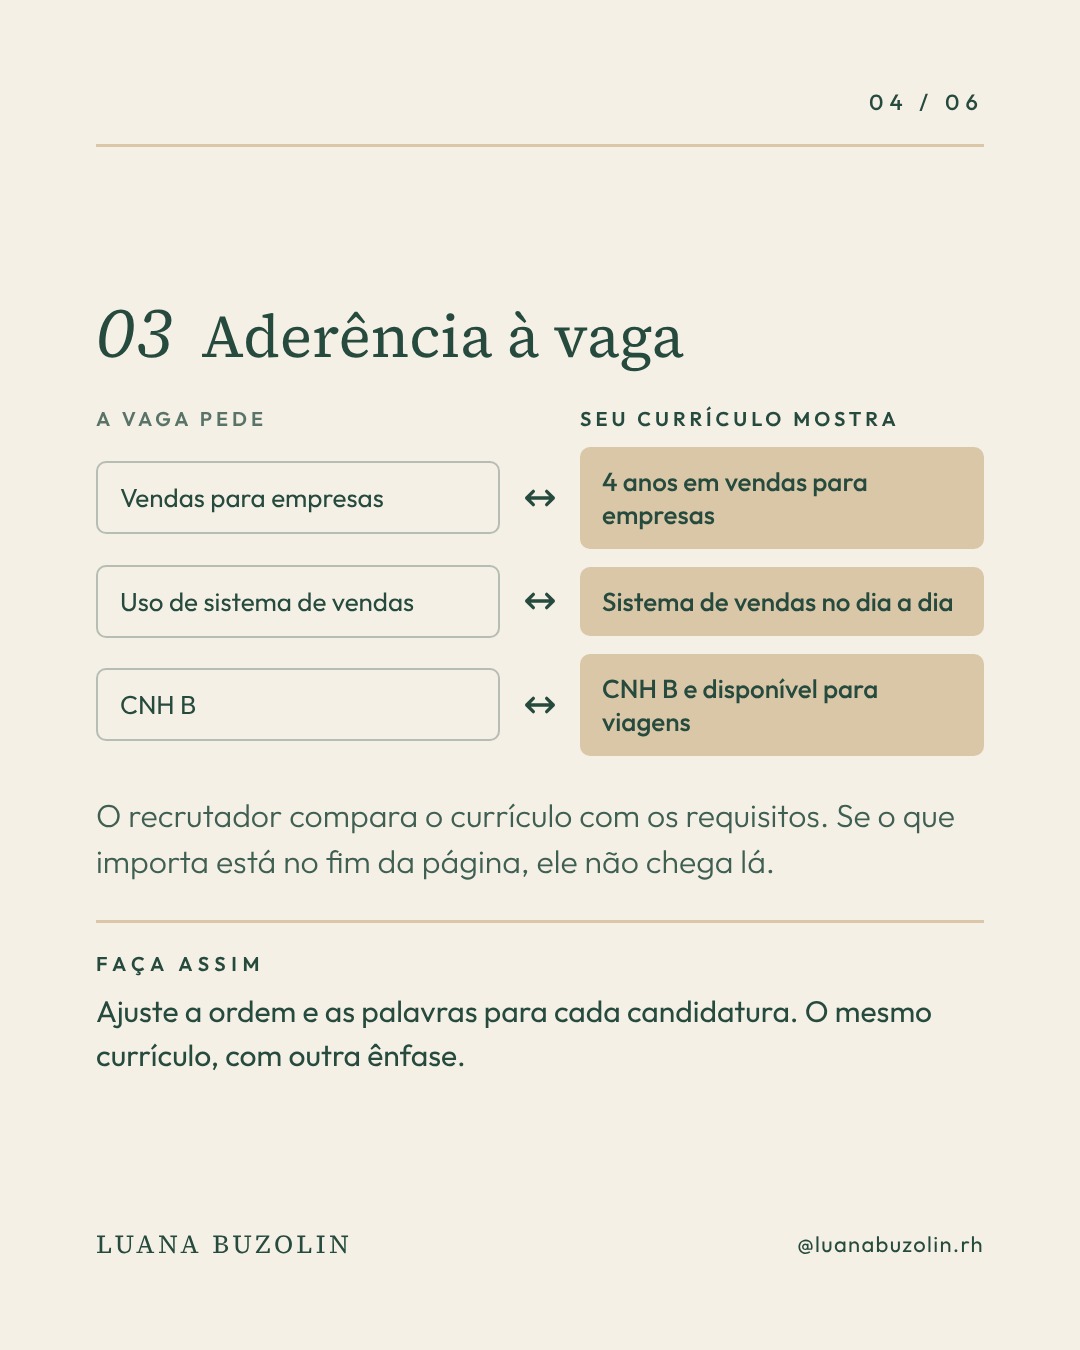 04 / 06
03 Aderência à vaga
A VAGA PEDE
SEU CURRÍCULO MOSTRA
Vendas para empresas
↔
4 anos em vendas para
empresas
Uso de sistema de vendas
↔
Sistema de vendas no dia a dia
CNH B
↔
CNH B e disponível para
viagens
O recrutador compara o currículo com os requisitos. Se o que
importa está no fim da página, ele não chega lá.
FAÇA ASSIM
Ajuste a ordem e as palavras para cada candidatura. O mesmo
currículo, com outra ênfase.
LUANA BUZOLIN
@luanabuzolin.rh